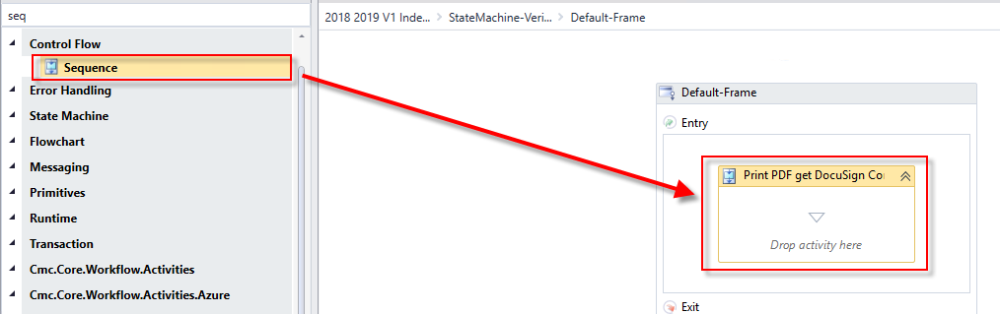 seq
Control Flow
Sequence
Error Handling
State Machine
Flowchart
Messaging
Primitives
Runtime
Transaction
Cmc.Core.Workflow.Activities
Cmc.Core.Workflow.Activities.Azure
2018 2019 V1 Inde... > StateMachine-Veri... > Default-Frame
Default-Frame
Entry
Print PDF get DocuSign Co
Drop activity here
Exit